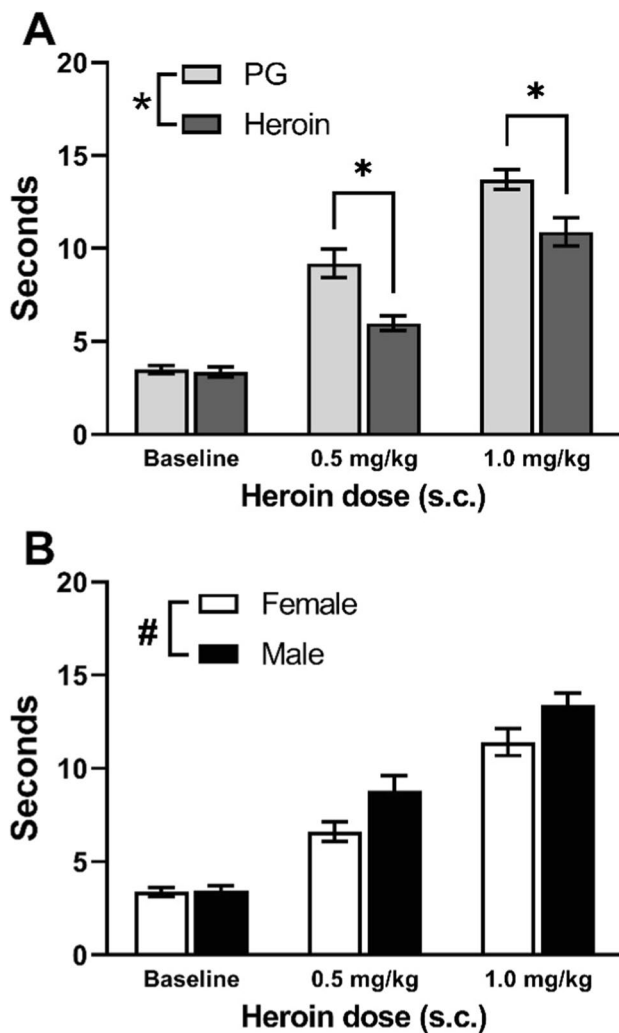 A
20
15
10
5
0
Seconds
PG
Heroin
*
*
*
Baseline 0.5 mg/kg 1.0 mg/kg
Heroin dose (s.c.)
B
20
15
10
5
0
Seconds
Female
Male
#
Baseline 0.5 mg/kg 1.0 mg/kg
Heroin dose (s.c.)